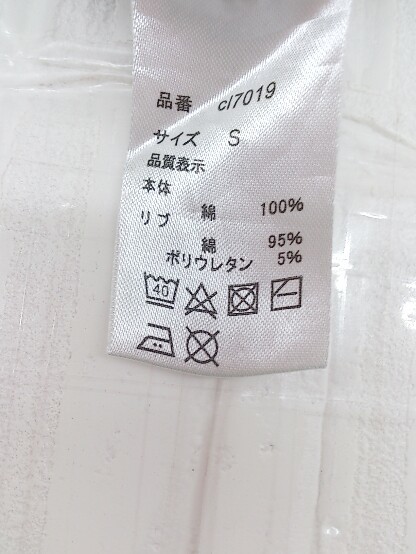 品番 cl7019
サイズ S
品質表示
本体
綿 100%
リブ
綿 95%
ポリウレタン 5%
40